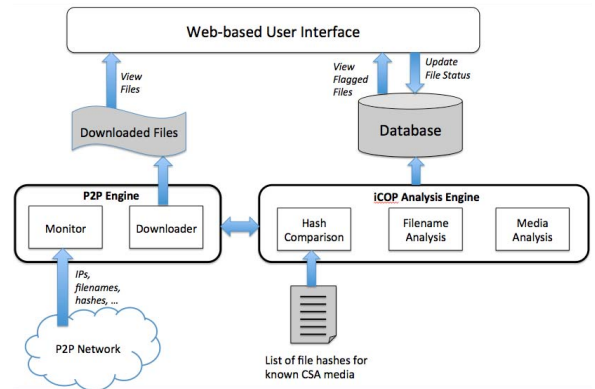 Web-based User Interface
View
Files
View
Flagged
Files
Update
File Status
Downloaded Files
Database
P2P Engine
Monitor
Downloader
iCOP Analysis Engine
Hash
Comparison
Filename
Analysis
Media
Analysis
IPs,
filenames,
hashes, ...
P2P Network
List of file hashes for
known CSA media